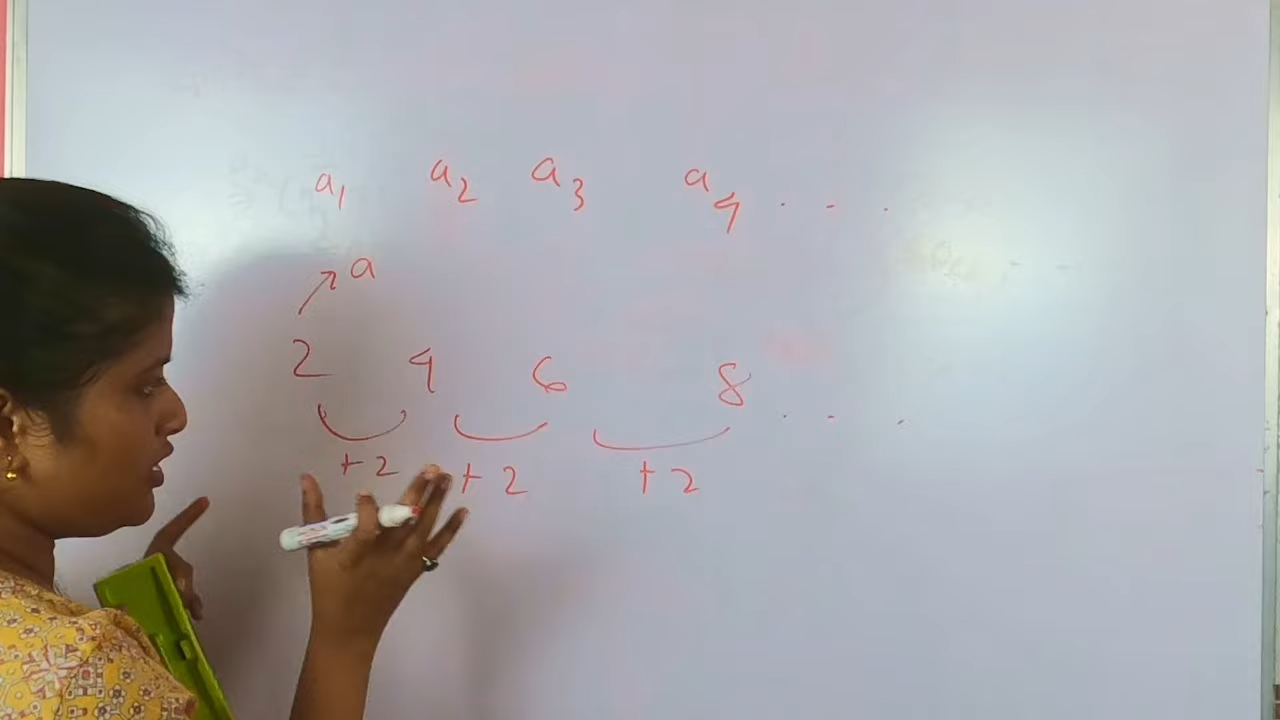 a₁ a₂ a₃ a₄ . . .
↗ a
2 4 6 8 . . .
+2 +2 +2